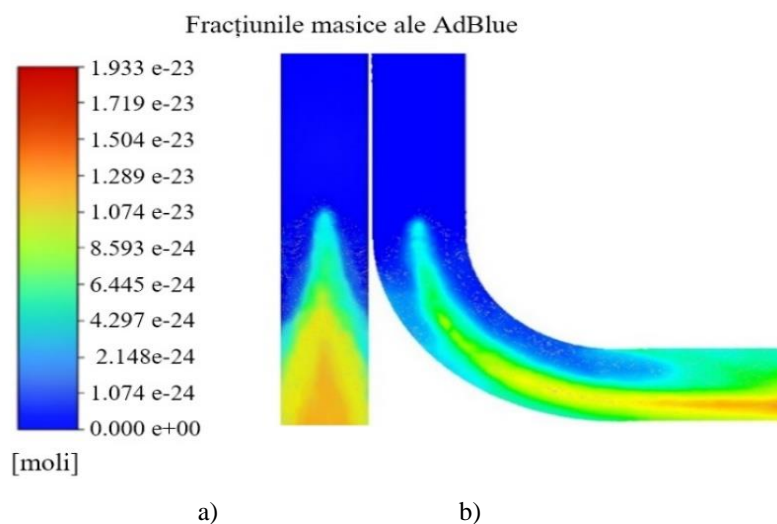 Fracțiunile masice ale AdBlue
1.933 e-23
1.719 e-23
1.504 e-23
1.289 e-23
1.074 e-23
8.593 e-24
6.445 e-24
4.297 e-24
2.148e-24
1.074 e-24
0.000 e+00
[moli]
a) b)